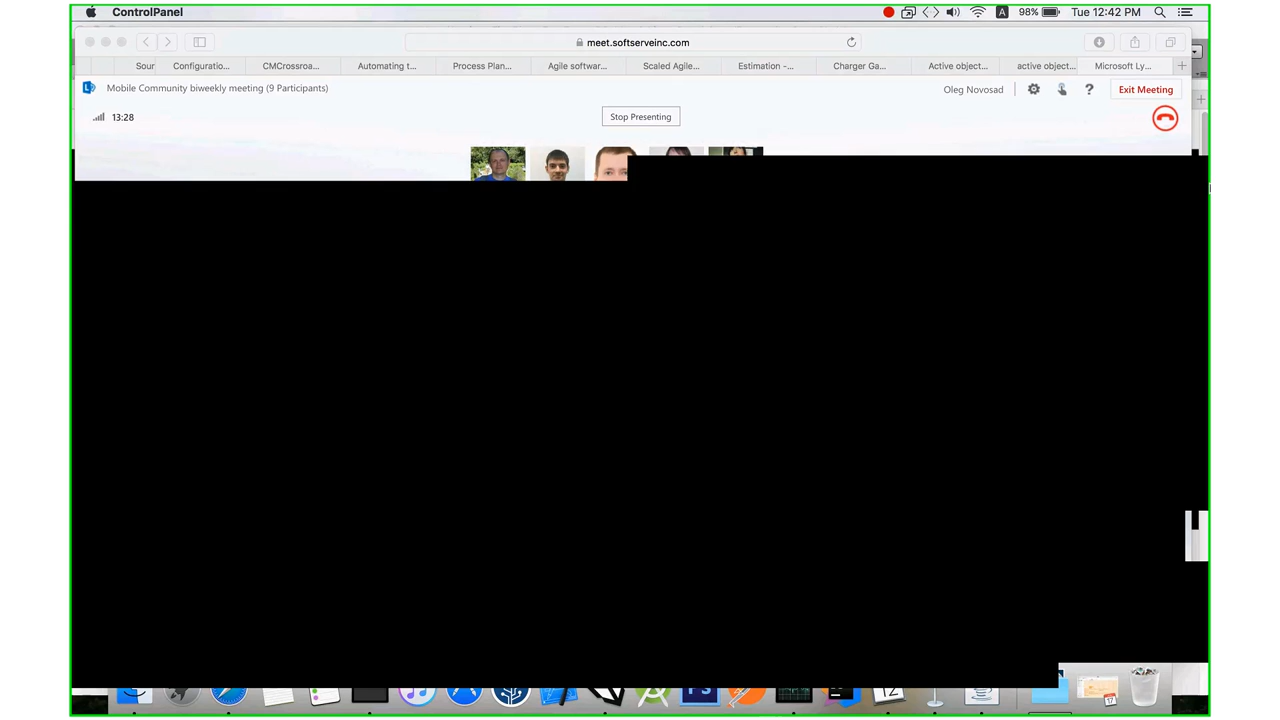 ControlPanel
98%
Tue 12:42 PM
meet.softserveinc.com
Sour
Configuratio...
CMCrossroa...
Automating t...
Process Plan...
Agile softwar...
Scaled Agile...
Estimation -...
Charger Ga...
Active object...
active object...
Microsoft Ly...
Mobile Community biweekly meeting (9 Participants)
Oleg Novosad
Exit Meeting
13:28
Stop Presenting
12
17